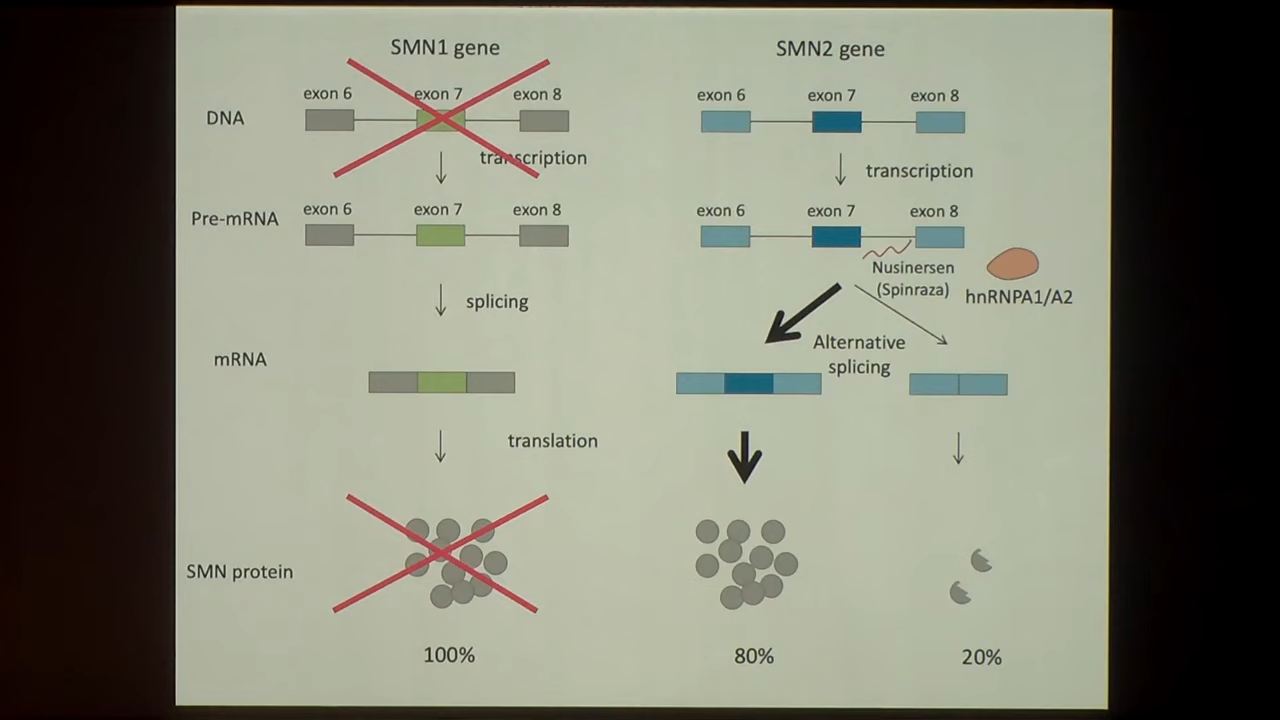 SMN1 gene
SMN2 gene
exon 6
exon 7
exon 8
exon 6
exon 7
exon 8
DNA
transcription
transcription
Pre-mRNA
exon 6
exon 7
exon 8
exon 6
exon 7
exon 8
Nusinersen
(Spinraza)
hnRNPA1/A2
splicing
Alternative
splicing
mRNA
translation
SMN protein
100%
80%
20%